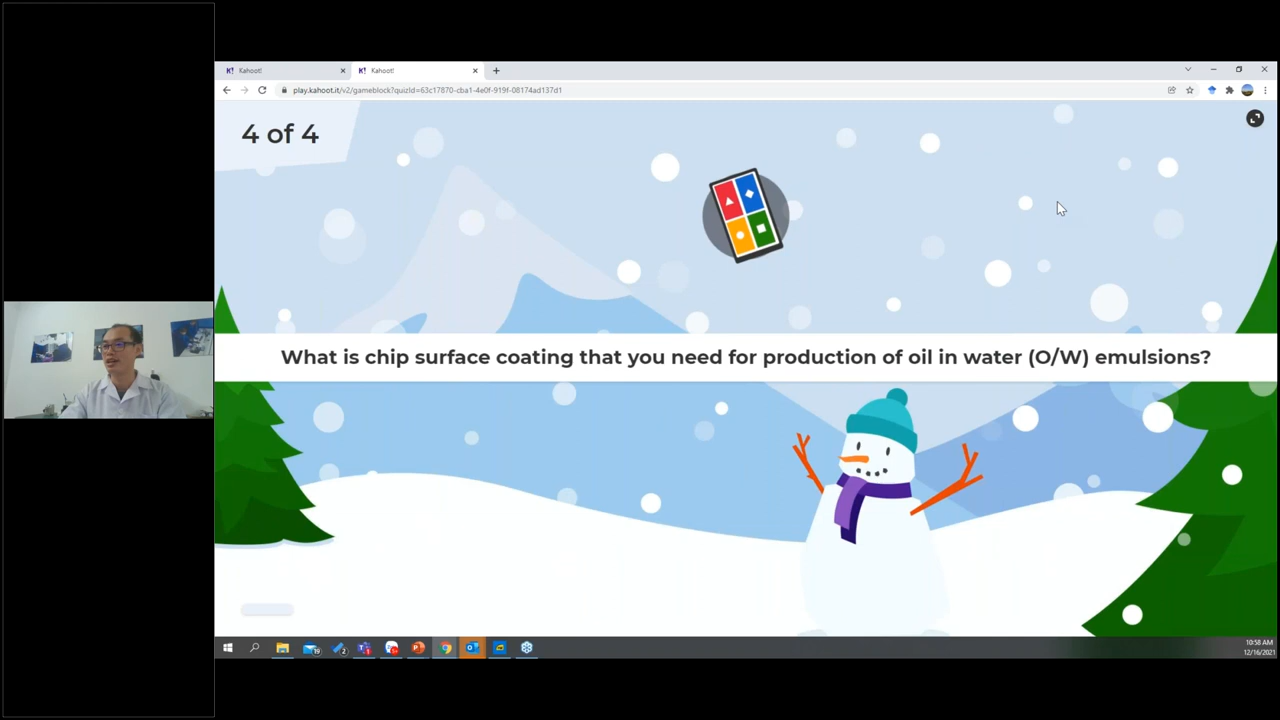 Kahoot!
Kahoot!
play.kahoot.it/v2/gameblock?quizId=63c17870-cba1-4e0f-919f-08174ad137d1
4 of 4
What is chip surface coating that you need for production of oil in water (O/W) emulsions?
10:58 AM
12/16/2021